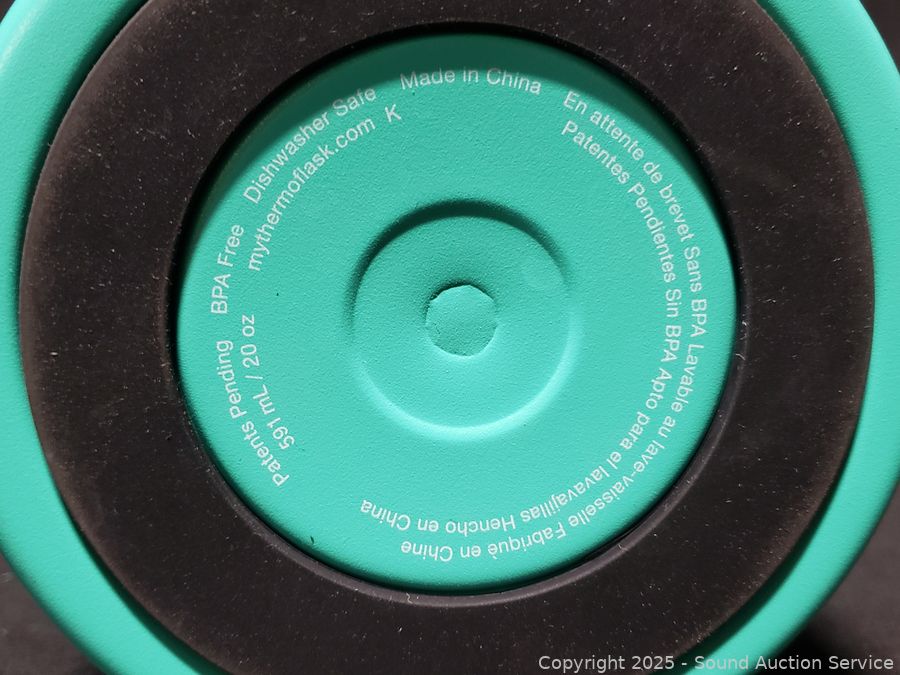 Patents Pending BPA Free Dishwasher Safe Made in China
591 mL / 20 oz mythermoflask.com K
En attente de brevet Sans BPA Lavable au lave-vaisselle Fabriquè en Chine
Patentes Pendientes Sin BPA Apto para el lavavajillas Hencho en China
Copyright 2025 - Sound Auction Service